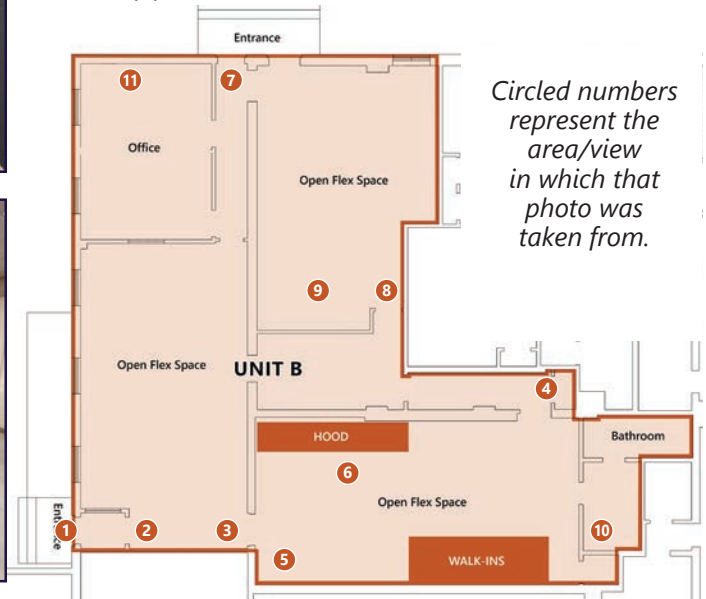 Entrance
11
7
Office
Open Flex Space
Circled numbers
represent the
area/view
in which that
photo was
taken from.
9
8
Open Flex Space
UNIT B
4
HOOD
Bathroom
6
Open Flex Space
Entrance
1
2
3
5
10
WALK-INS